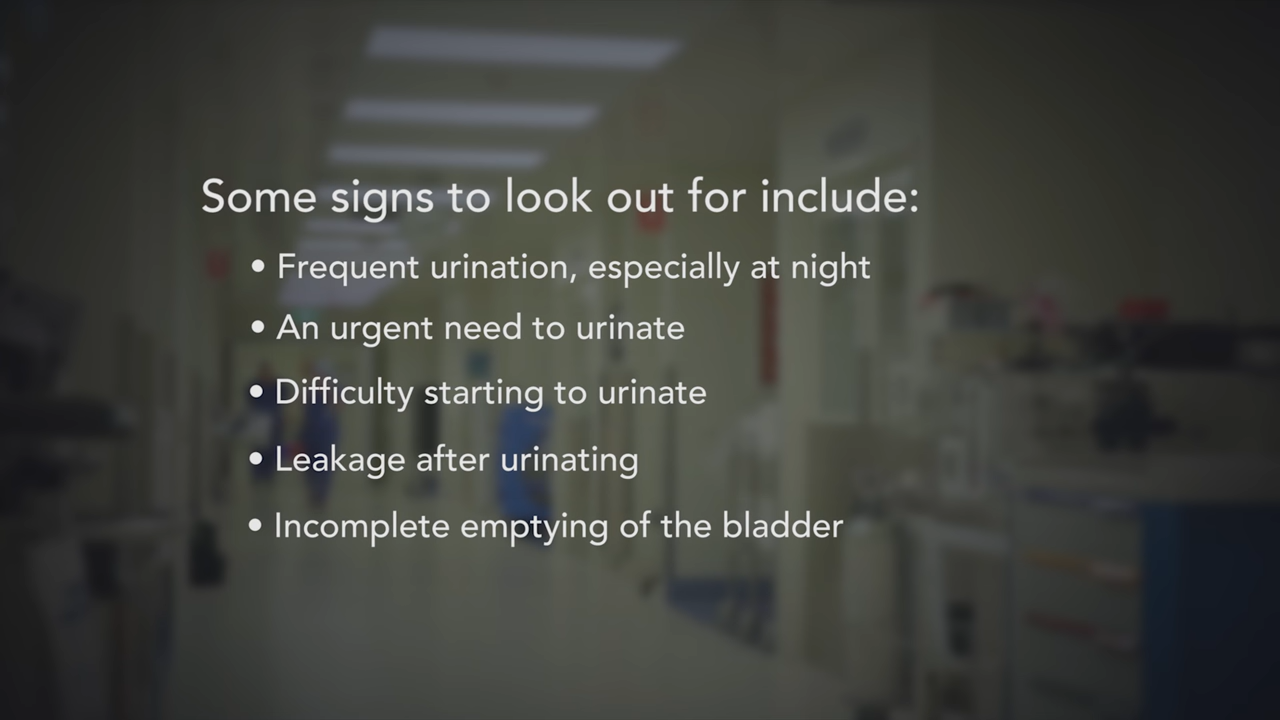 Some signs to look out for include:
• Frequent urination, especially at night
• An urgent need to urinate
• Difficulty starting to urinate
• Leakage after urinating
• Incomplete emptying of the bladder